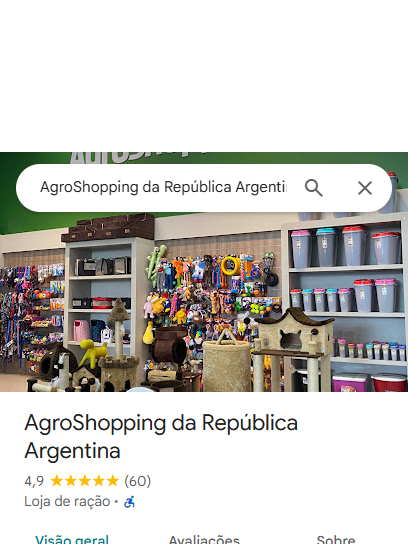 AgroShopping da República Argenti
AgroShopping da República
Argentina
4,9 (60)
Loja de ração ·
Visão geral Avaliações Sobre